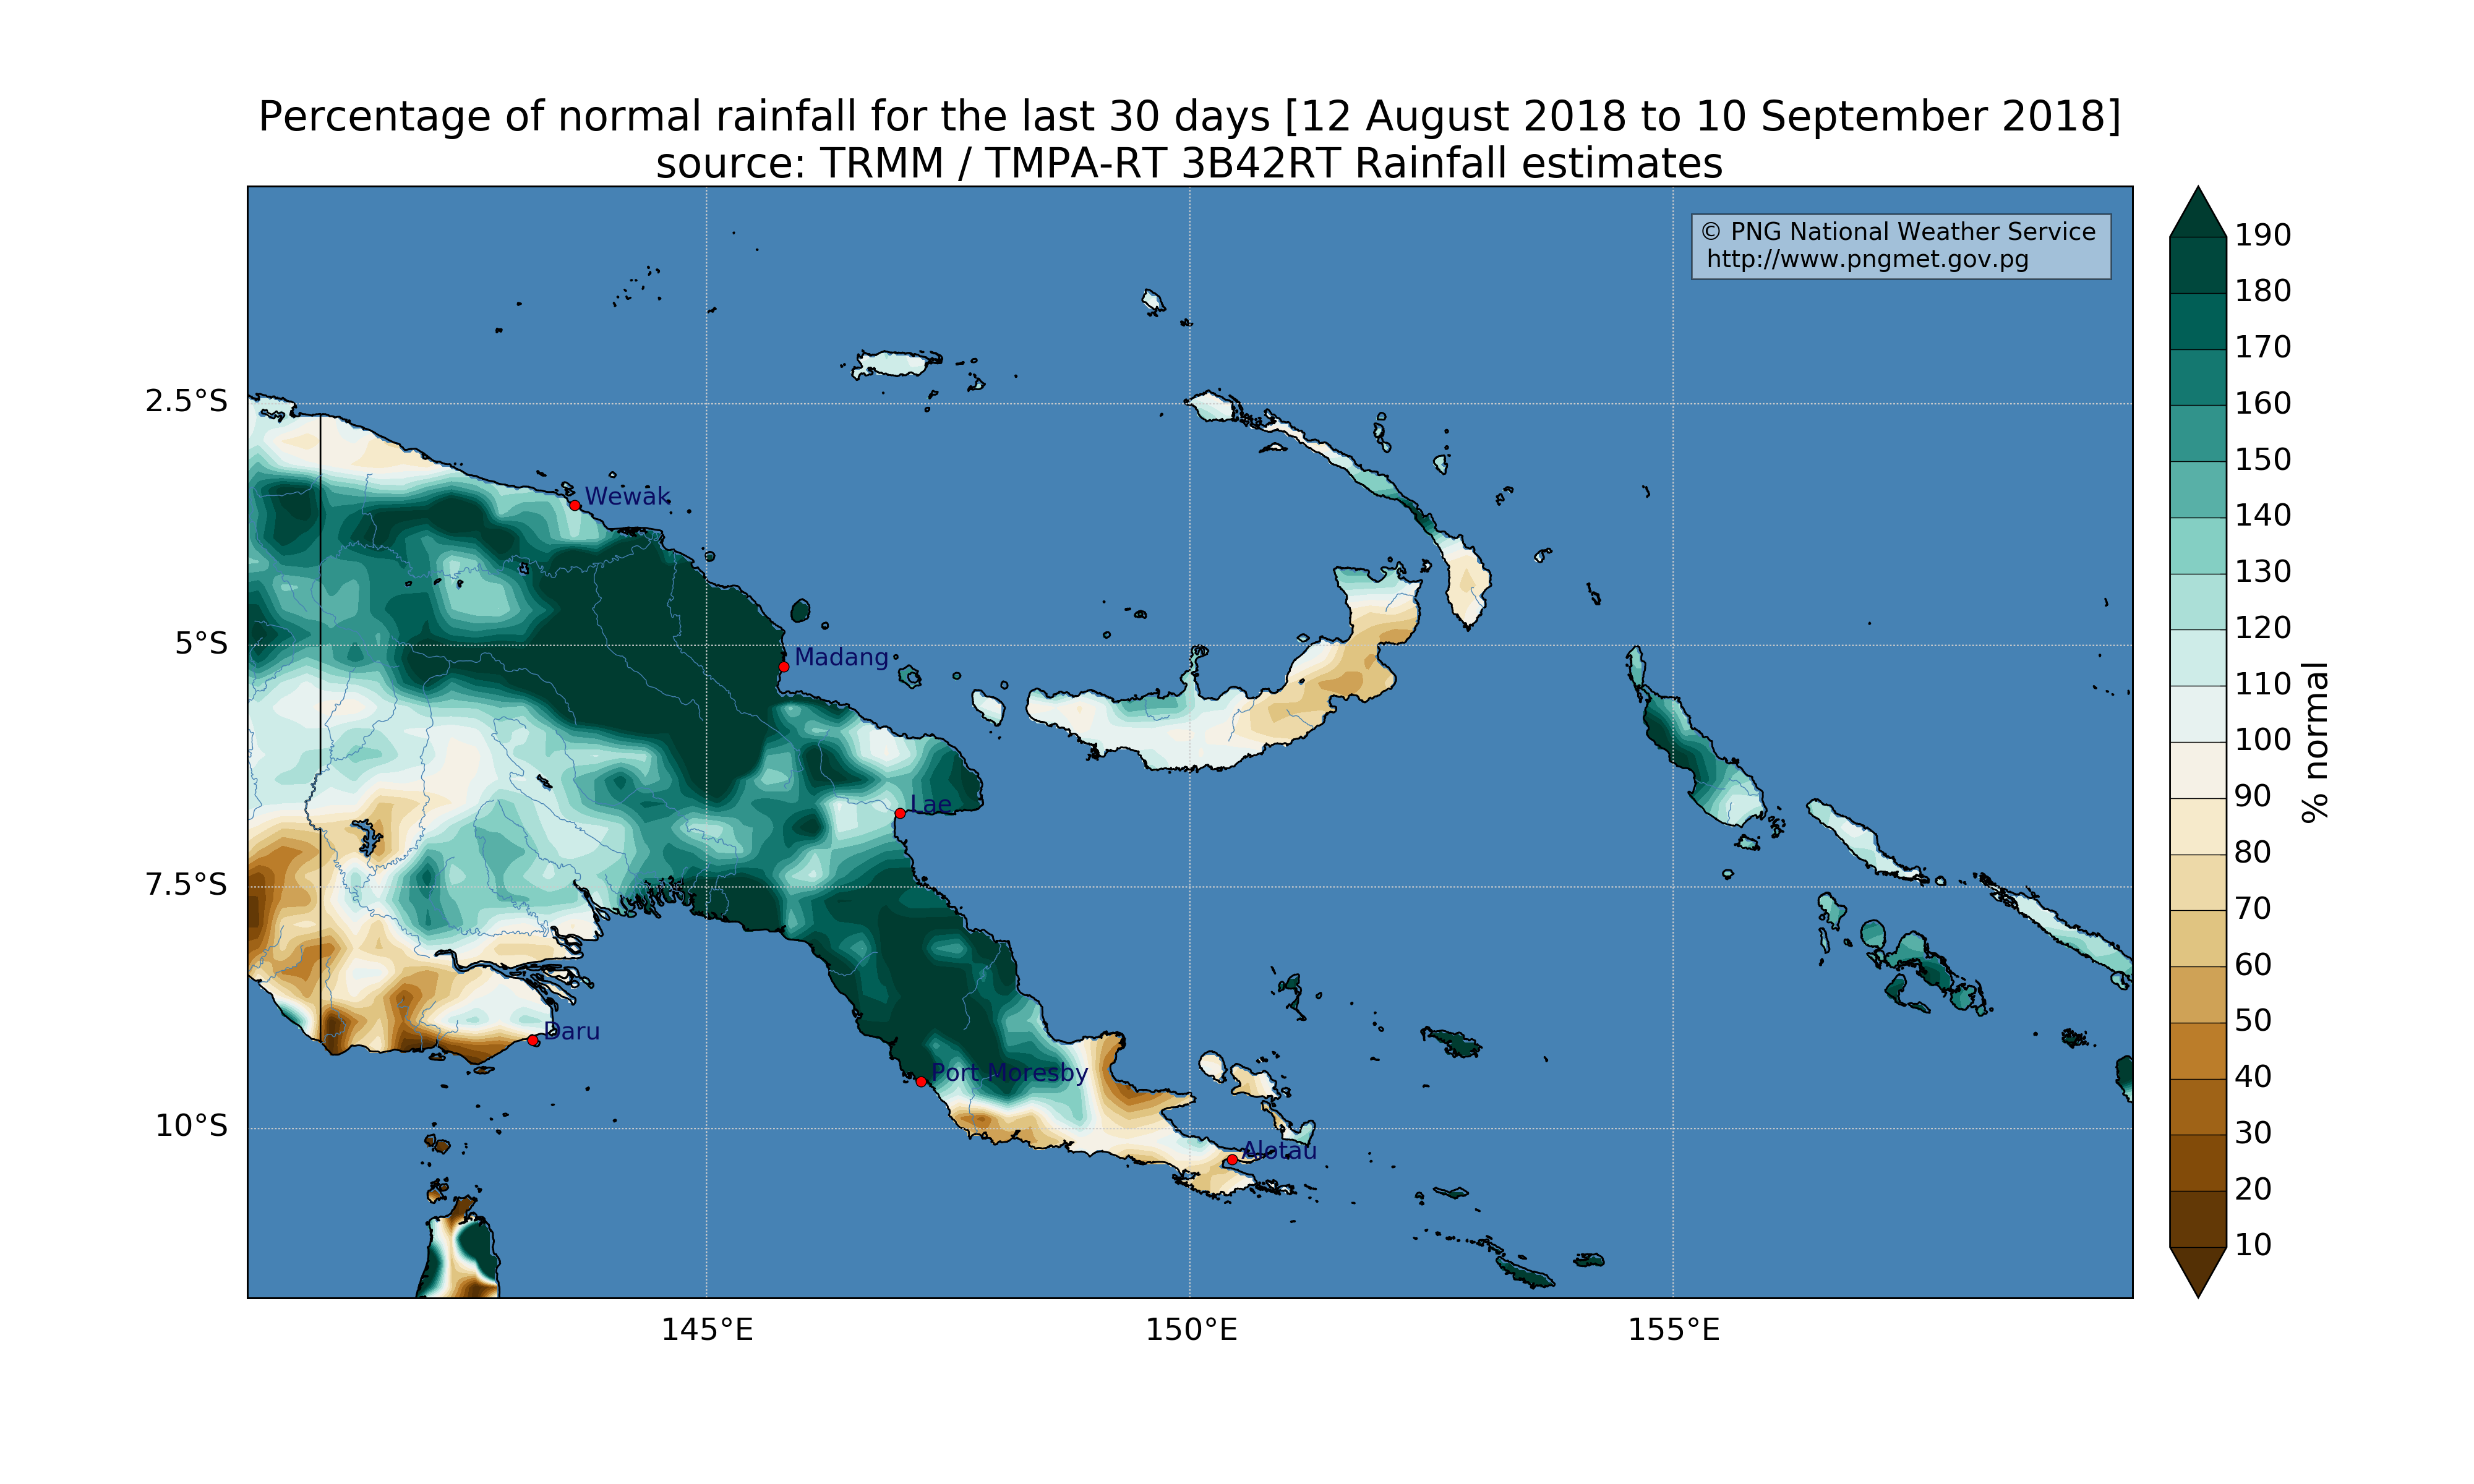 Percentage of normal rainfall for the last 30 days [12 August 2018 to 10 September 2018]
source: TRMM / TMPA-RT 3B42RT Rainfall estimates
© PNG National Weather Service
http://www.pngmet.gov.pg
2.5°S
5°S
7.5°S
10°S
Wewak
Madang
Lae
Daru
Port Moresby
Alotau
145°E
150°E
155°E
190
180
170
160
150
140
130
120
110
100
90
80
70
60
50
40
30
20
10
% normal